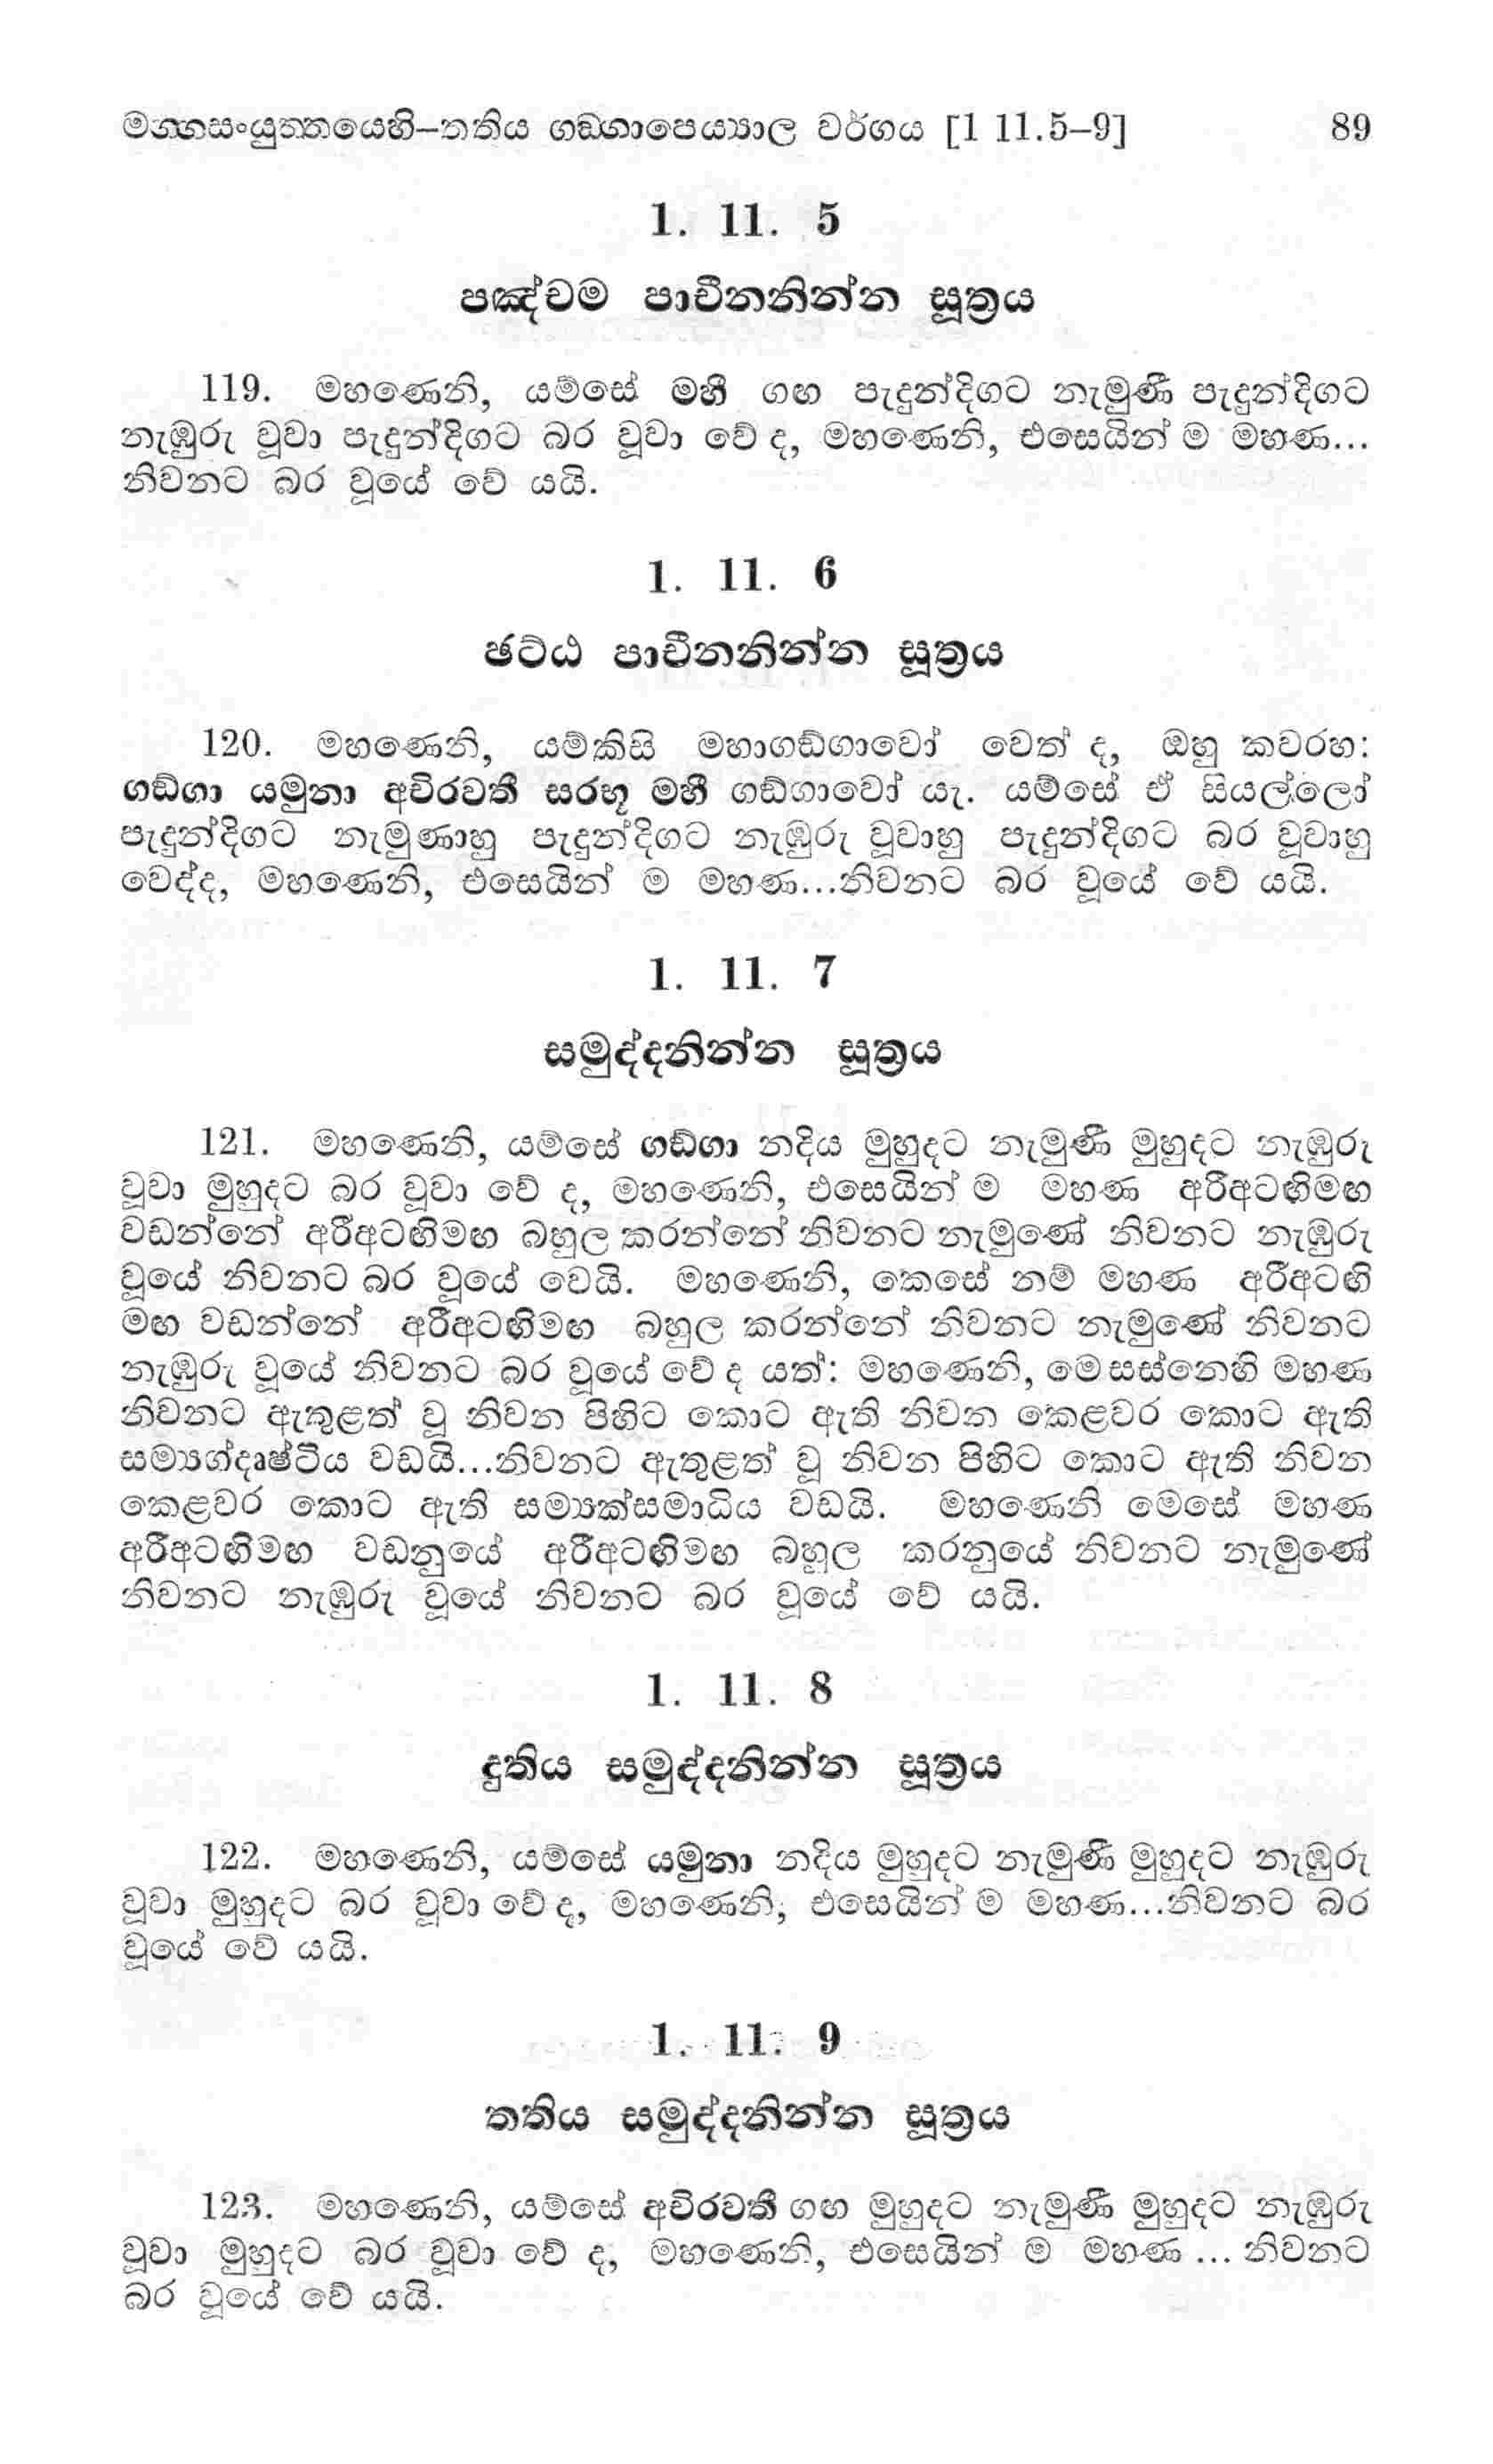 මග්ගසංයුත්තයෙහි–තතිය ගඞ්ගාපෙය්‍යාල වර්ගය [1 11.5–9] 89
1. 11. 5
පඤ්චම පාචීනනින්න සූත්‍රය
119. මහණෙනි, යම්සේ මහී ගඟ පැදුන්දිගට නැමුණී පැදුන්දිගට
නැඹුරු වූවා පැදුන්දිගට බර වූවා වේ ද, මහණෙනි, එසෙයින් ම මහණ...
නිවනට බර වූයේ වේ යයි.
1. 11. 6
ඡට්ඨ පාචීනනින්න සූත්‍රය
120. මහණෙනි, යම්කිසි මහාගඞ්ගාවෝ වෙත් ද, ඔහු කවරහ:
ගඞ්ගා යමුනා අචිරවතී සරභූ මහී ගඞ්ගාවෝ යැ. යම්සේ ඒ සියල්ලෝ
පැදුන්දිගට නැමුණාහු පැදුන්දිගට නැඹුරු වූවාහු පැදුන්දිගට බර වූවාහු
වෙද්ද, මහණෙනි, එසෙයින් ම මහණ...නිවනට බර වූයේ වේ යයි.
1. 11. 7
සමුද්දනින්න සූත්‍රය
121. මහණෙනි, යම්සේ ගඞ්ගා නදිය මුහුදට නැමුණී මුහුදට නැඹුරු
වූවා මුහුදට බර වූවා වේ ද, මහණෙනි, එසෙයින් ම මහණ අරීඅටඟිමඟ
වඩන්නේ අරීඅටඟිමඟ බහුල කරන්නේ නිවනට නැමුණේ නිවනට නැඹුරු
වූයේ නිවනට බර වූයේ වෙයි. මහණෙනි, කෙසේ නම් මහණ අරීඅටඟි
මඟ වඩන්නේ අරීඅටඟිමඟ බහුල කරන්නේ නිවනට නැමුණේ නිවනට
නැඹුරු වූයේ නිවනට බර වූයේ වේ ද යත්: මහණෙනි, මෙසස්නෙහි මහණ
නිවනට ඇතුළත් වූ නිවන පිහිට කොට ඇති නිවන කෙළවර කොට ඇති
සම්‍යග්දෘෂ්ටිය වඩයි...නිවනට ඇතුළත් වූ නිවන පිහිට කොට ඇති නිවන
කෙළවර කොට ඇති සම්‍යක්සමාධිය වඩයි. මහණෙනි මෙසේ මහණ
අරීඅටඟිමඟ වඩනුයේ අරීඅටඟිමඟ බහුල කරනුයේ නිවනට නැමුණේ
නිවනට නැඹුරු වූයේ නිවනට බර වූයේ වේ යයි.
1. 11. 8
දුතිය සමුද්දනින්න සූත්‍රය
122. මහණෙනි, යම්සේ යමුනා නදිය මුහුදට නැමුණී මුහුදට නැඹුරු
වූවා මුහුදට බර වූවා වේ ද, මහණෙනි, එසෙයින් ම මහණ...නිවනට බර
වූයේ වේ යයි.
1. 11. 9
තතිය සමුද්දනින්න සූත්‍රය
123. මහණෙනි, යම්සේ අචිරවතී ගඟ මුහුදට නැමුණී මුහුදට නැඹුරු
වූවා මුහුදට බර වූවා වේ ද, මහණෙනි, එසෙයින් ම මහණ ... නිවනට
බර වූයේ වේ යයි.